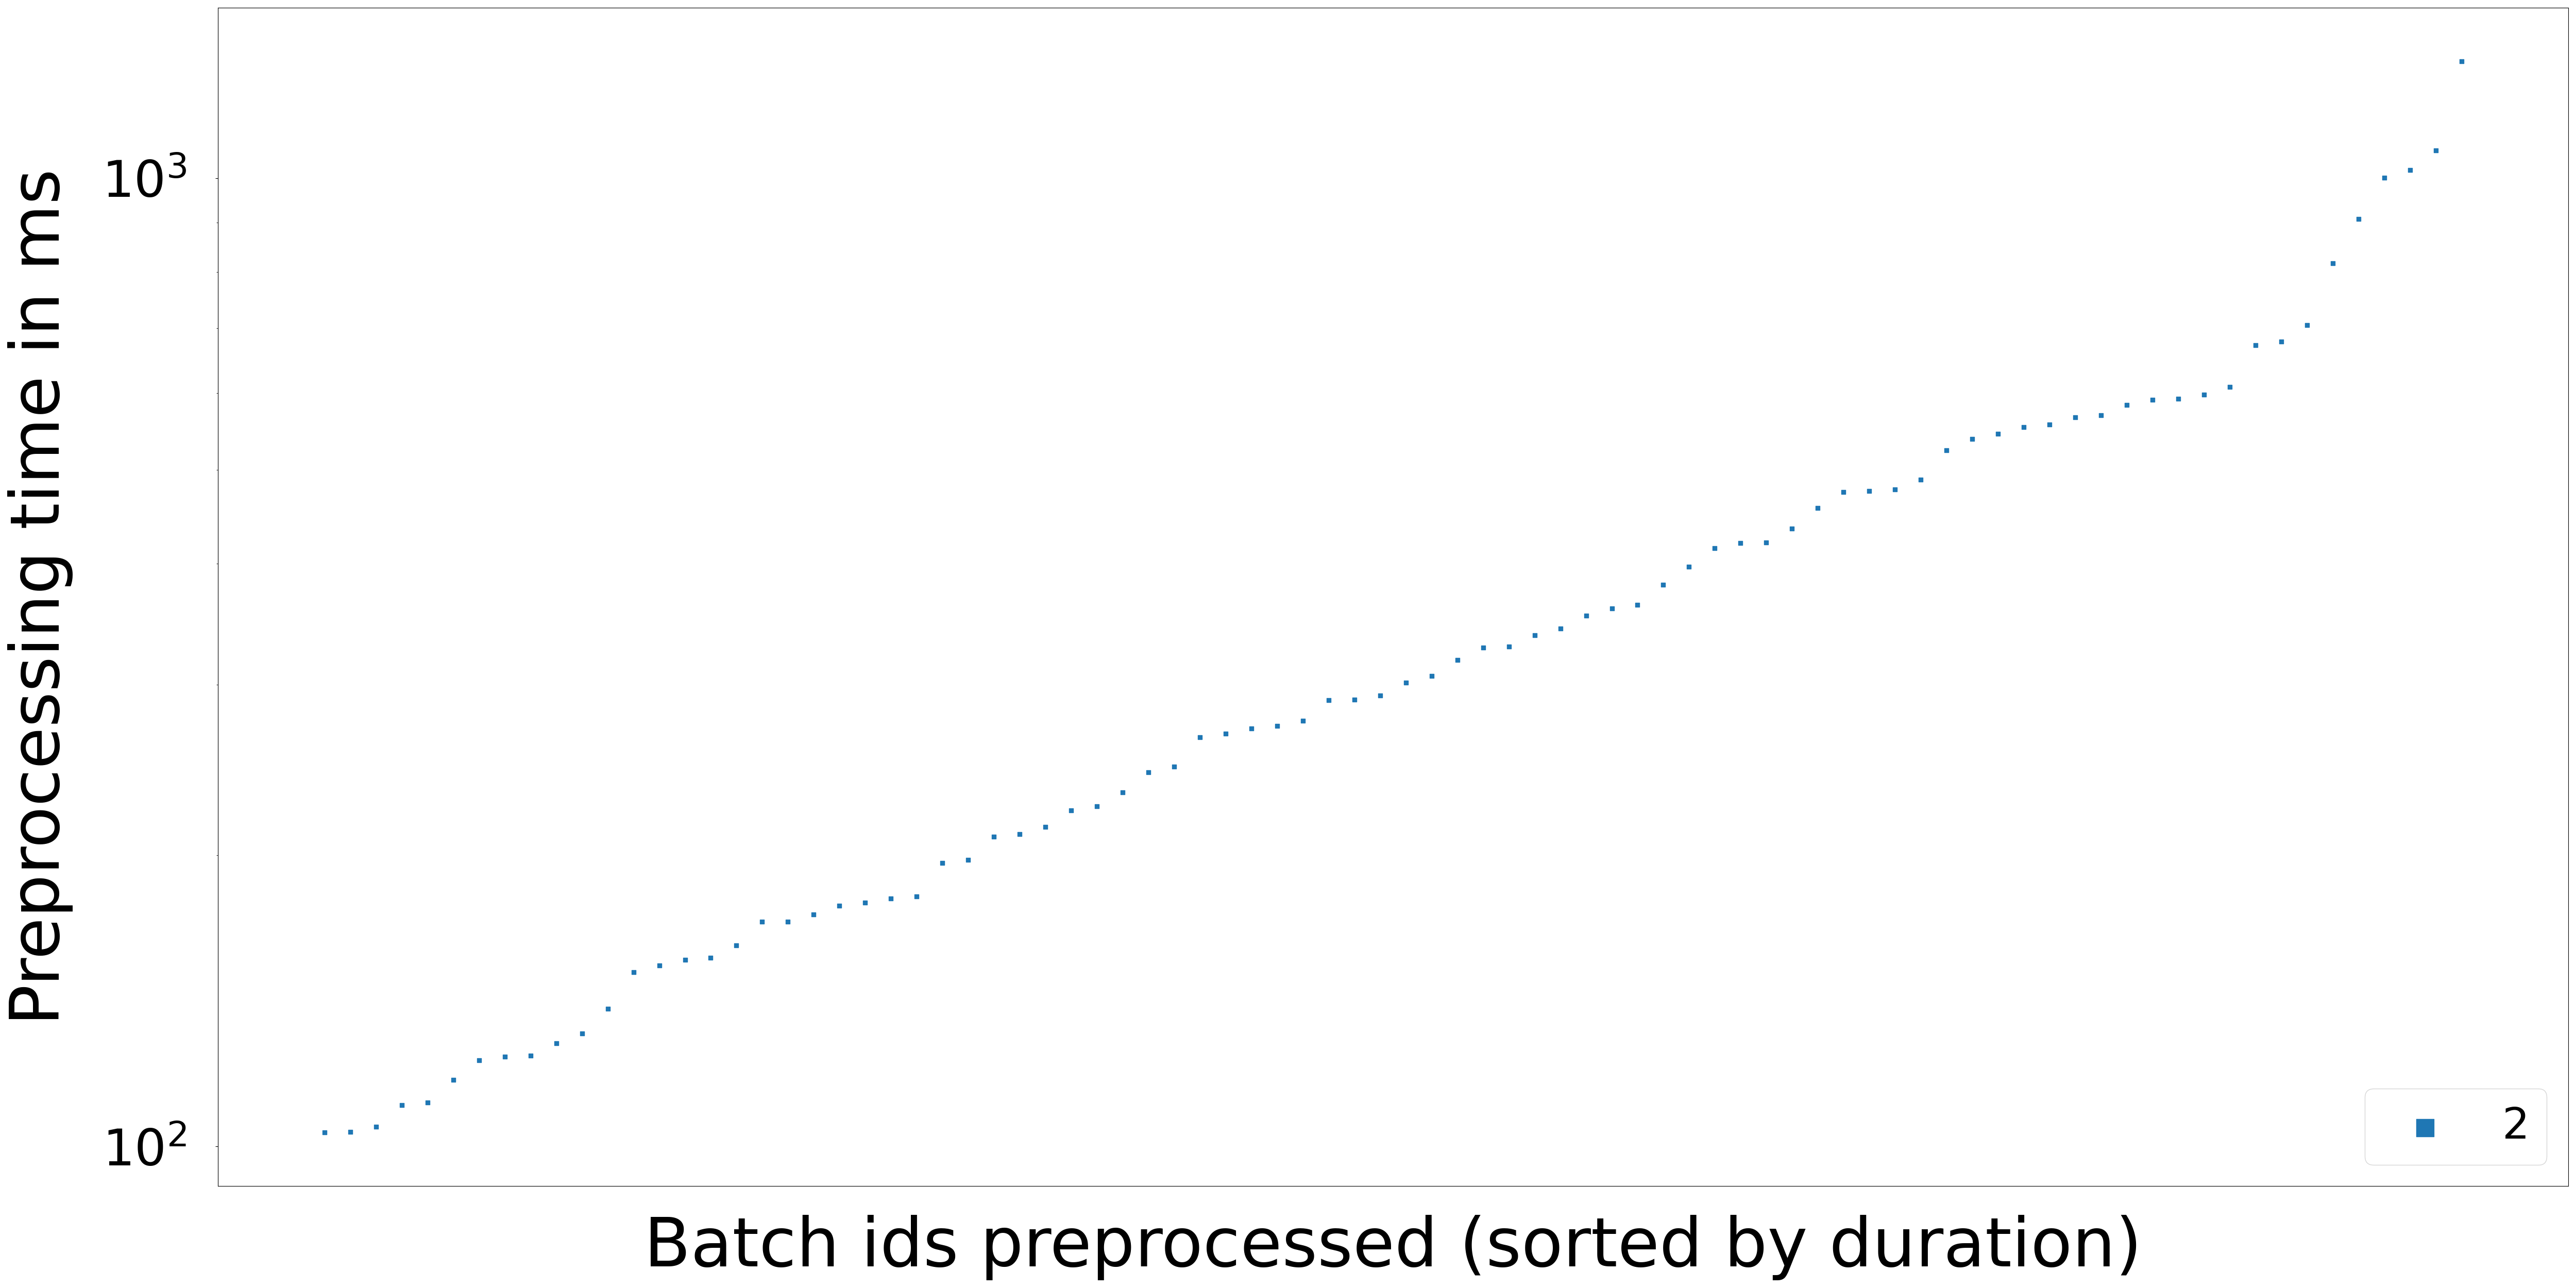 Preprocessing time in ms
10³
10²
2
Batch ids preprocessed (sorted by duration)